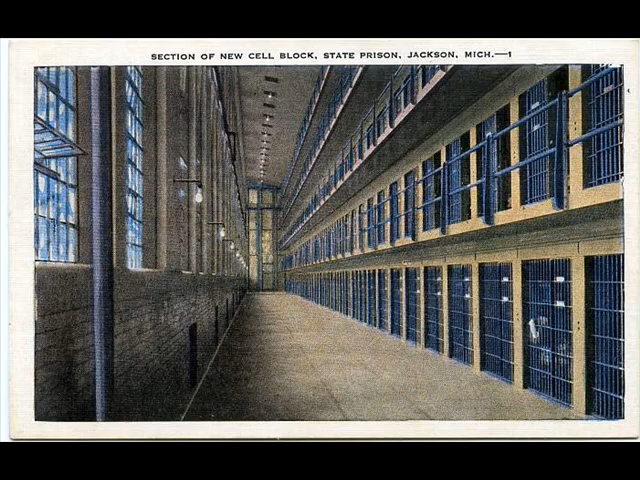 SECTION OF NEW CELL BLOCK, STATE PRISON, JACKSON, MICH.—1